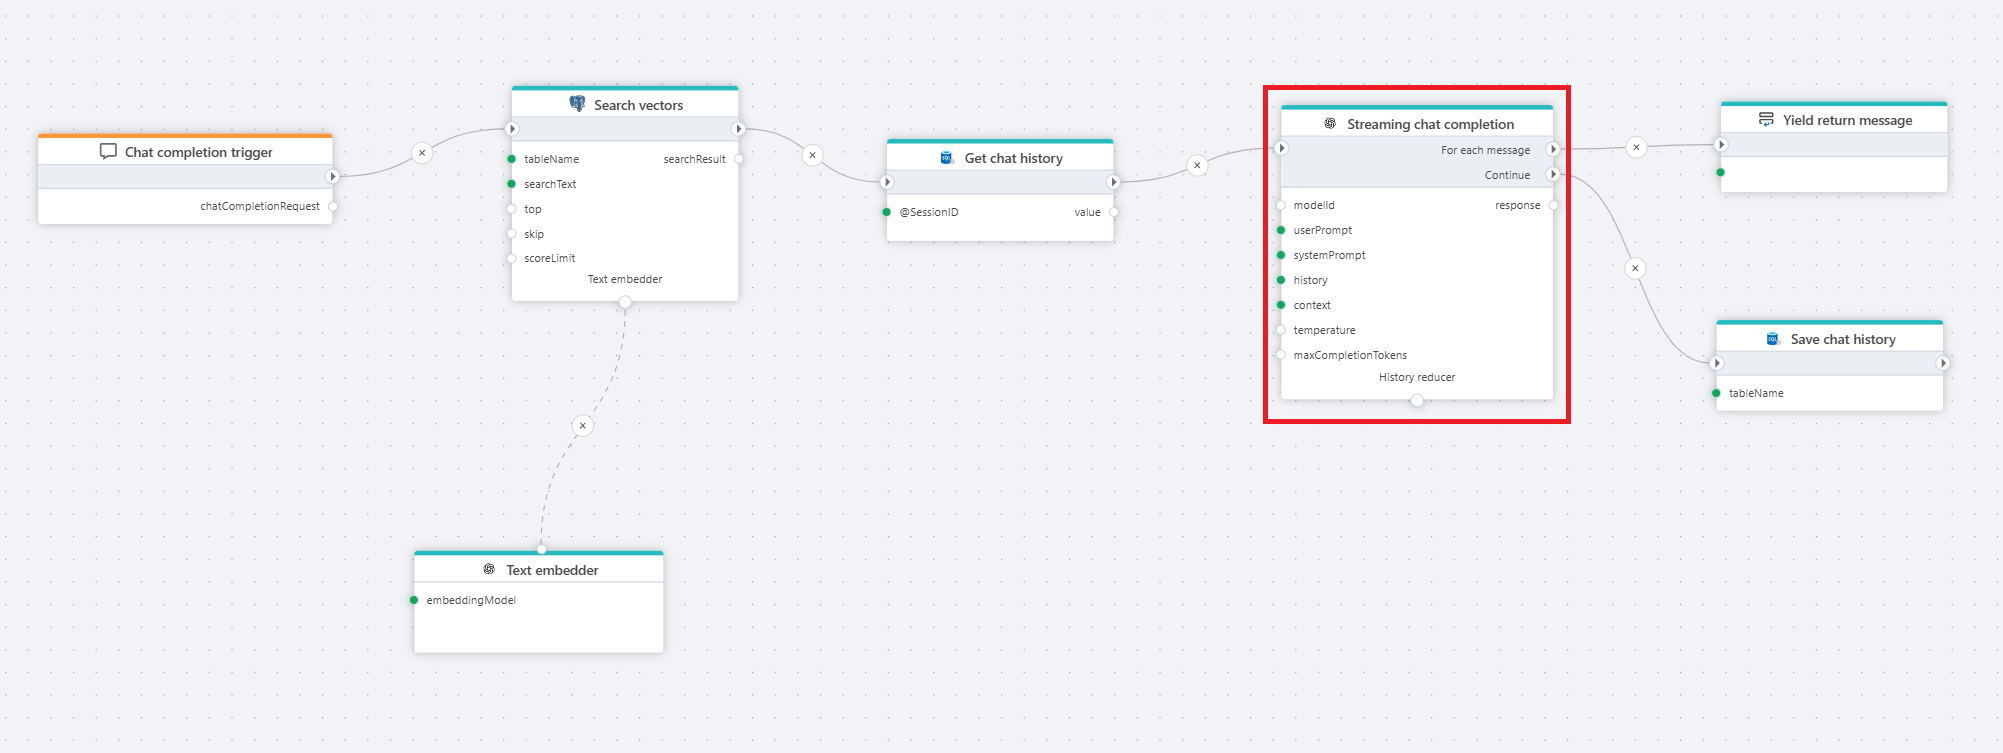 Chat completion trigger
chatCompletionRequest
Search vectors
tableName
searchResult
searchText
top
skip
scoreLimit
Text embedder
Text embedder
embeddingModel
Get chat history
@SessionID
value
Streaming chat completion
For each message
Continue
modelId
response
userPrompt
systemPrompt
history
context
temperature
maxCompletionTokens
History reducer
Yield return message
Save chat history
tableName